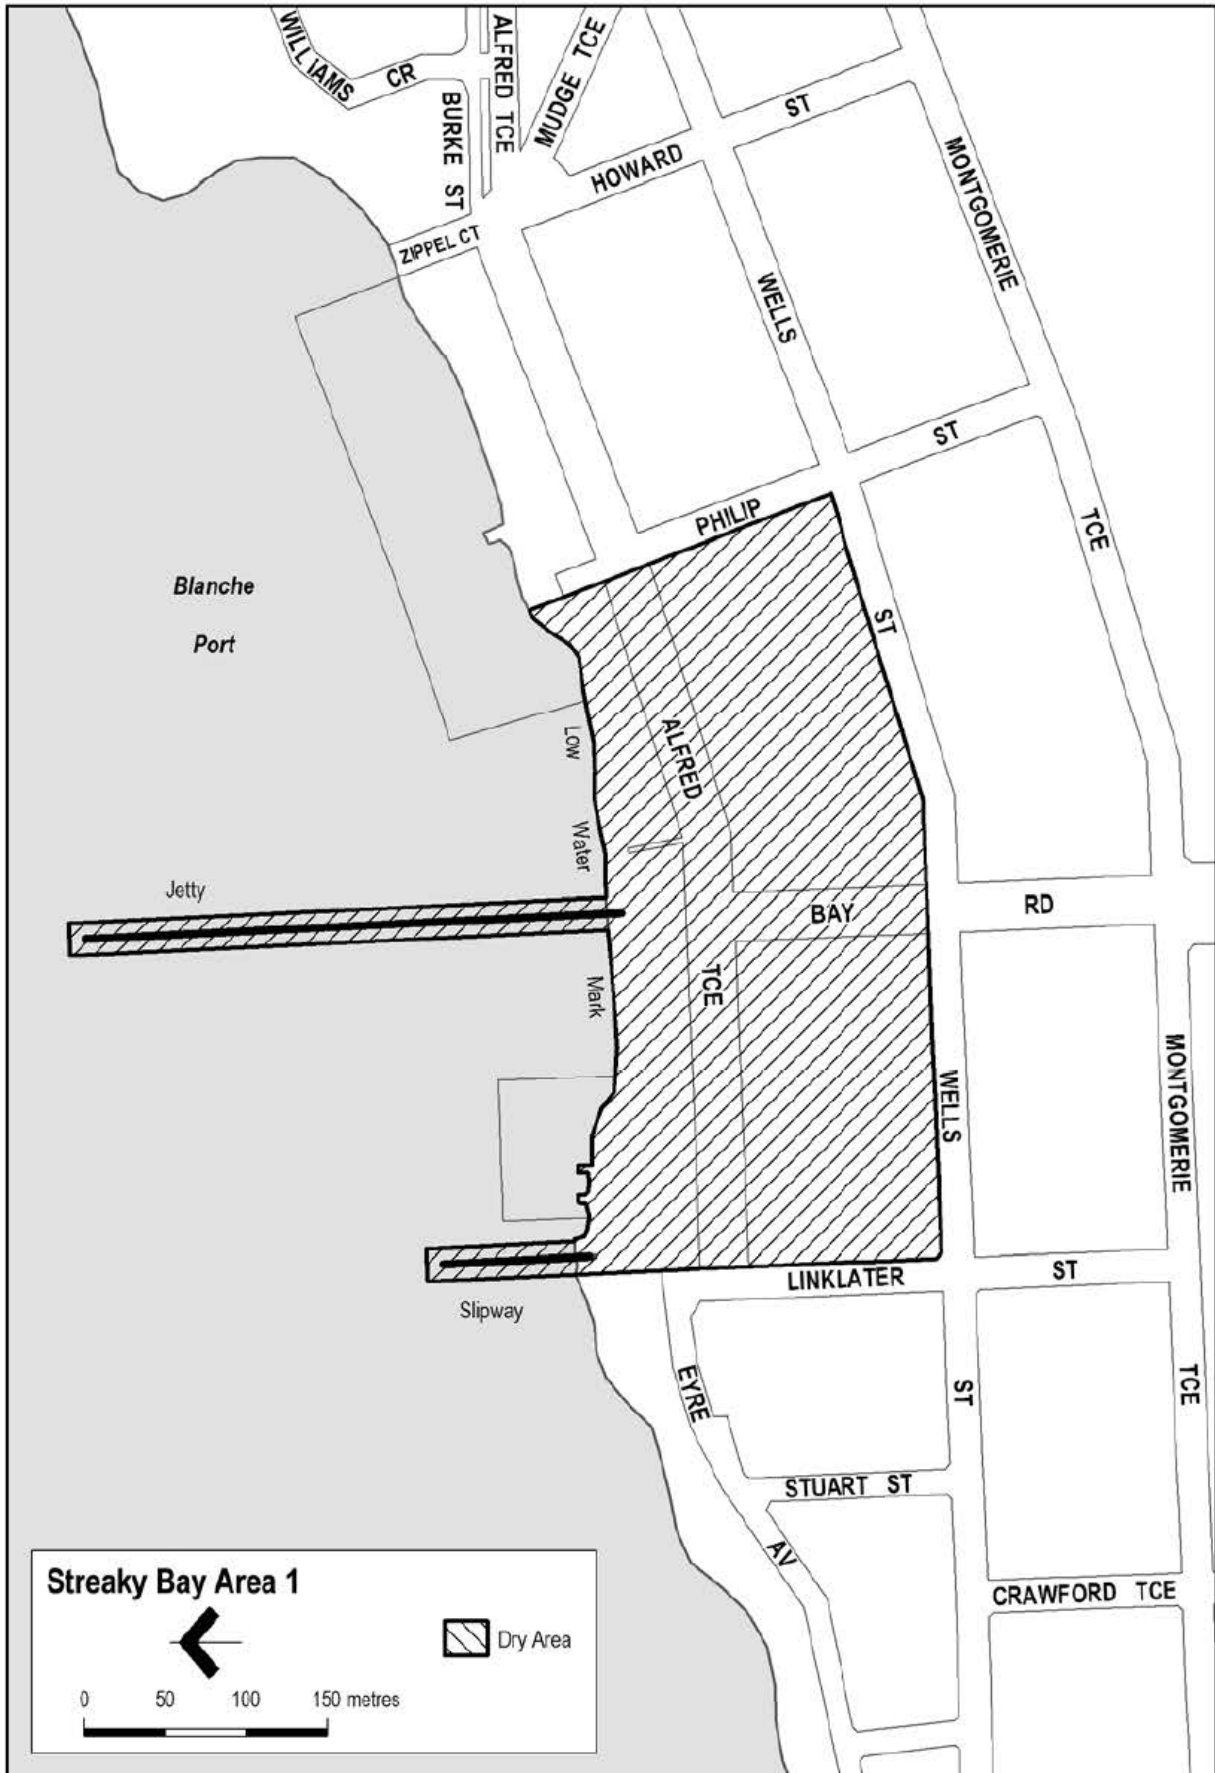 WILLIAMS
CR
ALFRED TCE
MUDGE TCE
BURKE ST
ST
HOWARD
MONTGOMERIE
ZIPPEL CT
WELLS
ST
PHILIP
TCE
Blanche
Port
ST
Low
ALFRED
Water
Jetty
BAY
RD
TCE
Mark
WELLS
MONTGOMERIE
LINKLATER
ST
Slipway
EYRE
ST
TCE
STUART ST
AV
CRAWFORD TCE
Streaky Bay Area 1
Dry Area
0 50 100 150 metres